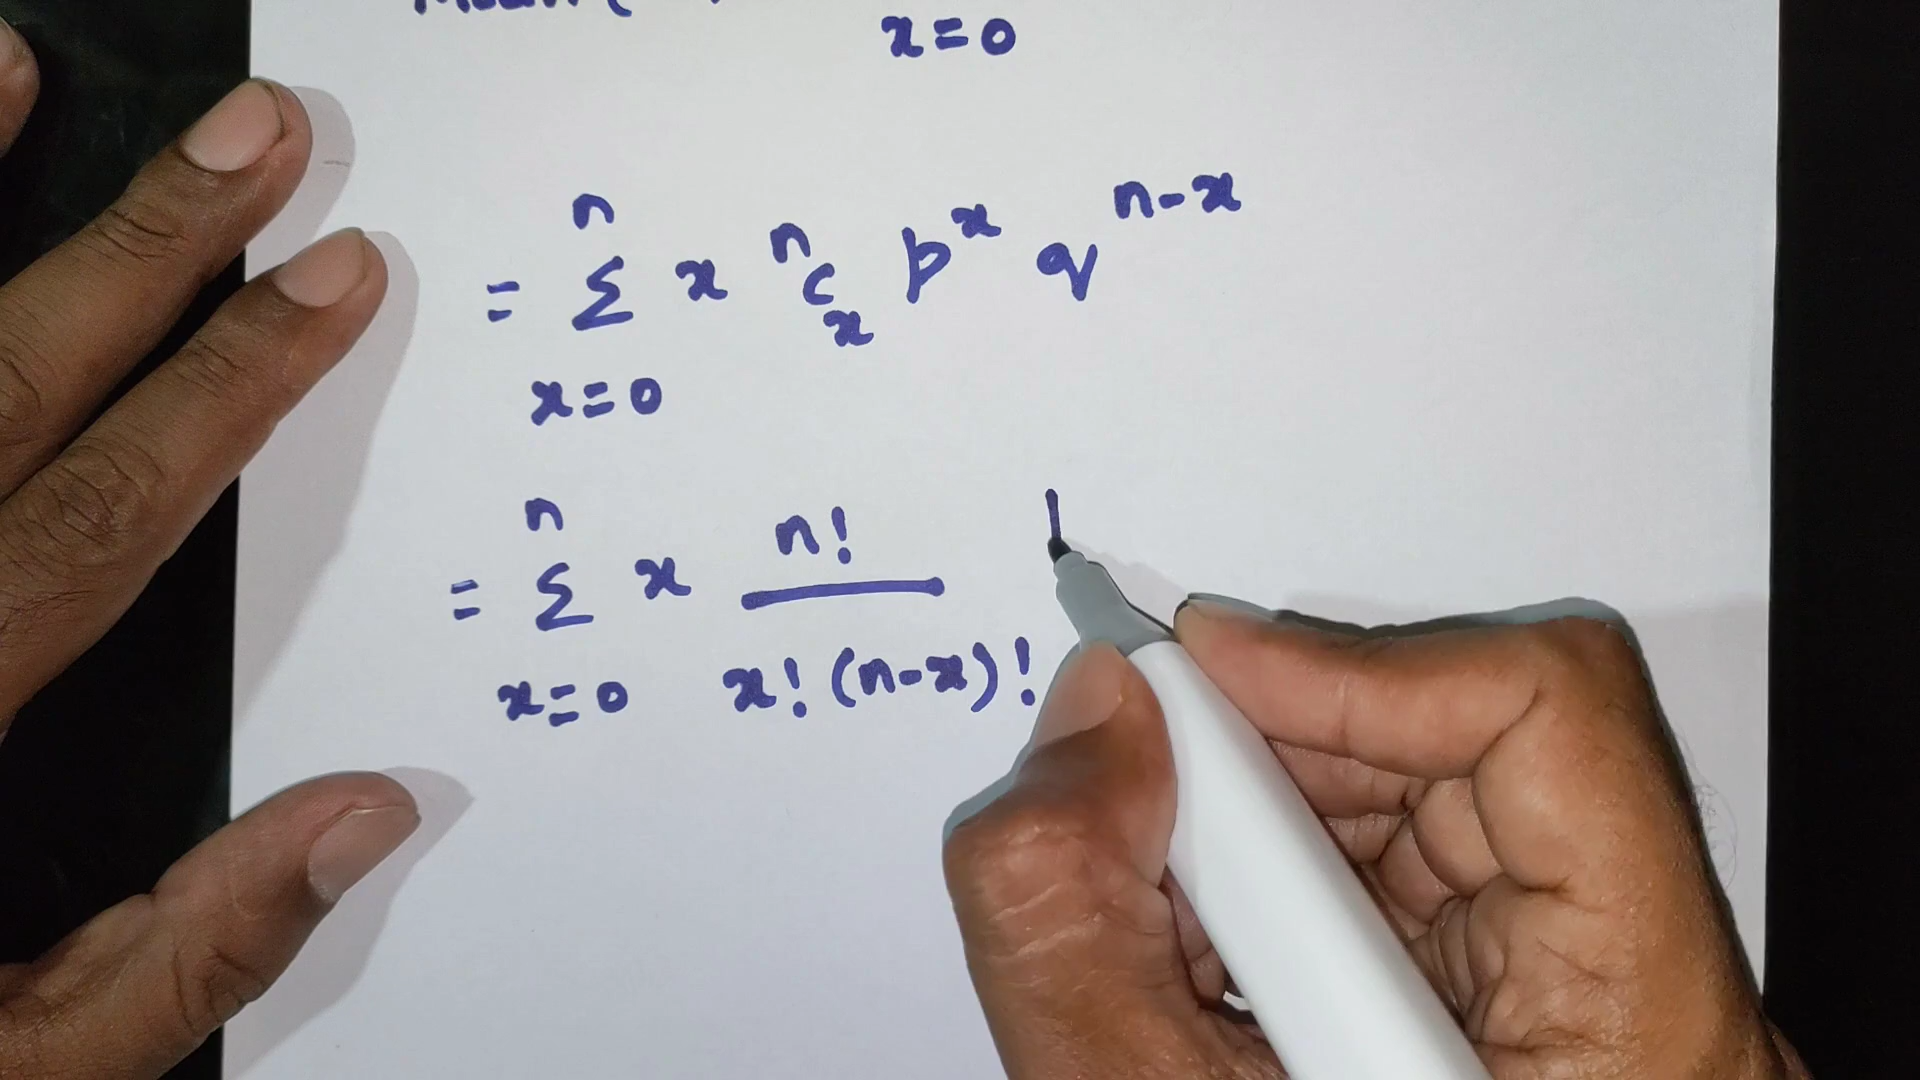 x=0
= n Σ x=0 x ⁿCₓ pˣ qⁿ⁻ˣ
= n Σ x=0 x n! / x! (n-x)!